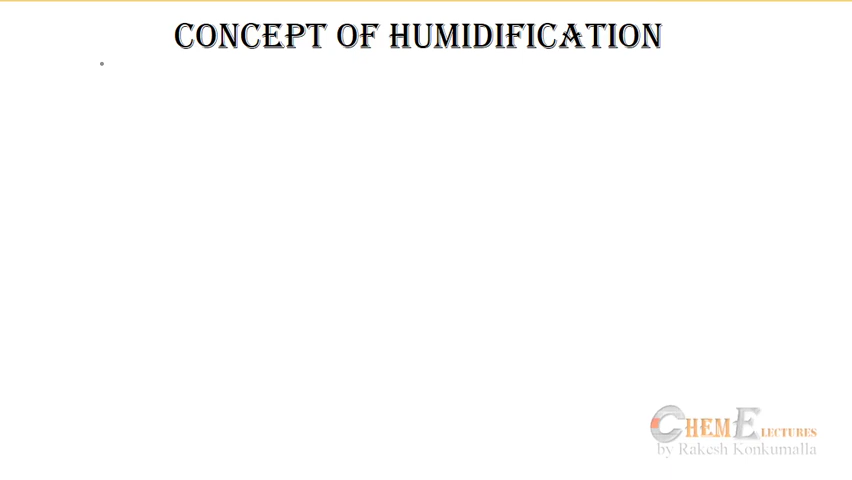 CONCEPT OF HUMIDIFICATION
CHEM E LECTURES
by Rakesh Konkumalla